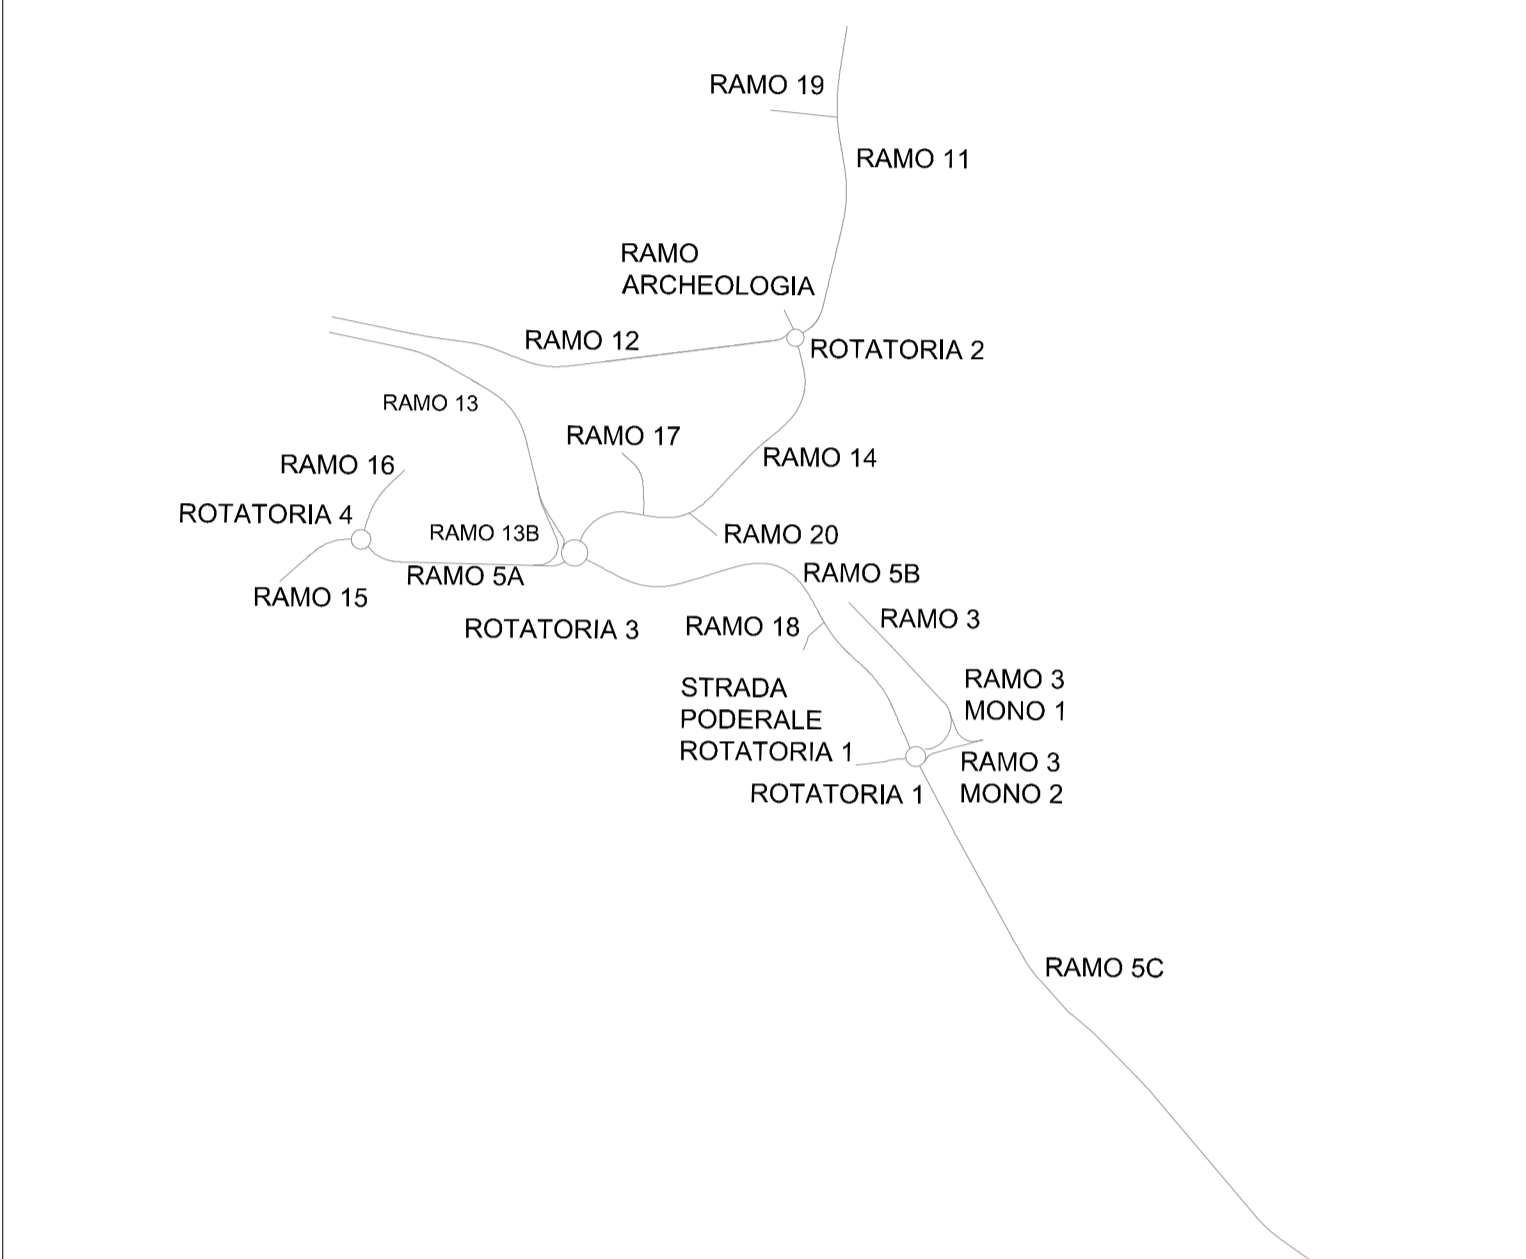 RAMO 19
RAMO 11
RAMO
ARCHEOLOGIA
RAMO 12
ROTATORIA 2
RAMO 13
RAMO 17
RAMO 14
RAMO 16
ROTATORIA 4
RAMO 13B
RAMO 20
RAMO 5A
RAMO 5B
RAMO 15
RAMO 3
ROTATORIA 3
RAMO 18
STRADA
PODERALE
ROTATORIA 1
RAMO 3
MONO 1
RAMO 3
MONO 2
ROTATORIA 1
RAMO 5C